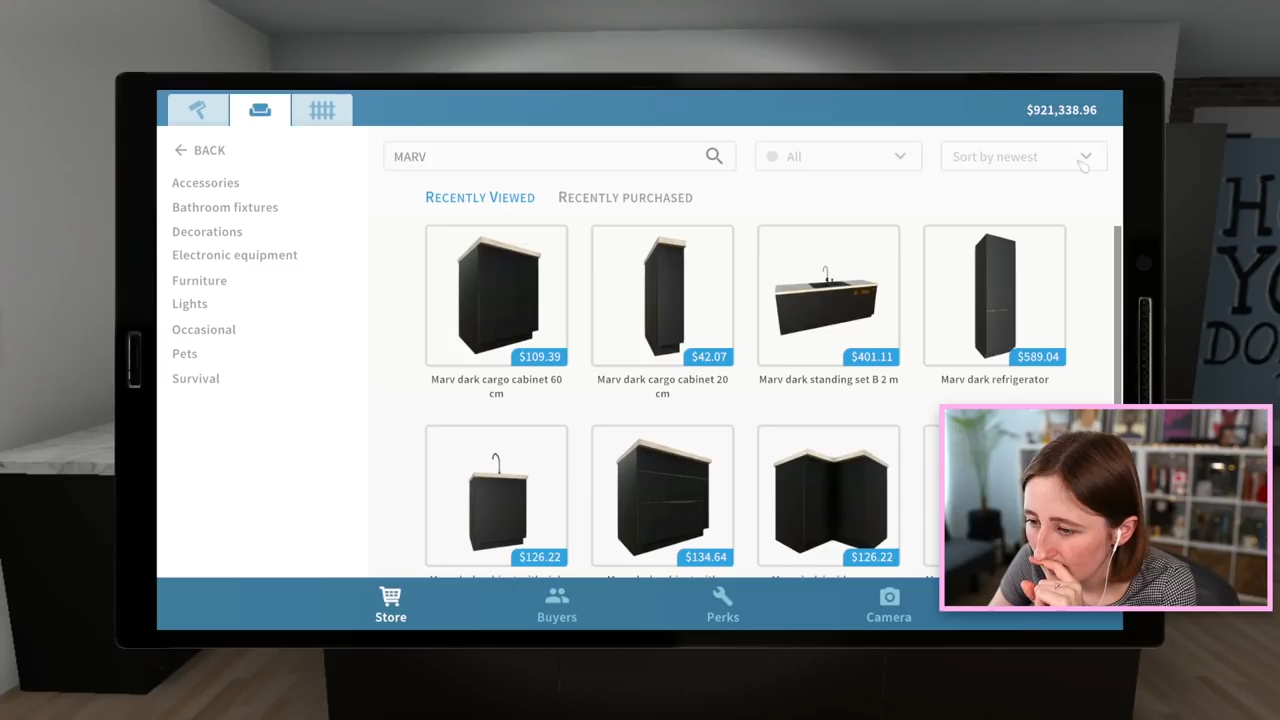 $921,338.96
BACK
MARV
All
Sort by newest
Accessories
Bathroom fixtures
Decorations
Electronic equipment
Furniture
Lights
Occasional
Pets
Survival
RECENTLY VIEWED
RECENTLY PURCHASED
$109.39
$42.07
$401.11
$589.04
Marv dark cargo cabinet 60
cm
Marv dark cargo cabinet 20
cm
Marv dark standing set B 2 m
Marv dark refrigerator
$126.22
$134.64
$126.22
Store
Buyers
Perks
Camera
DO